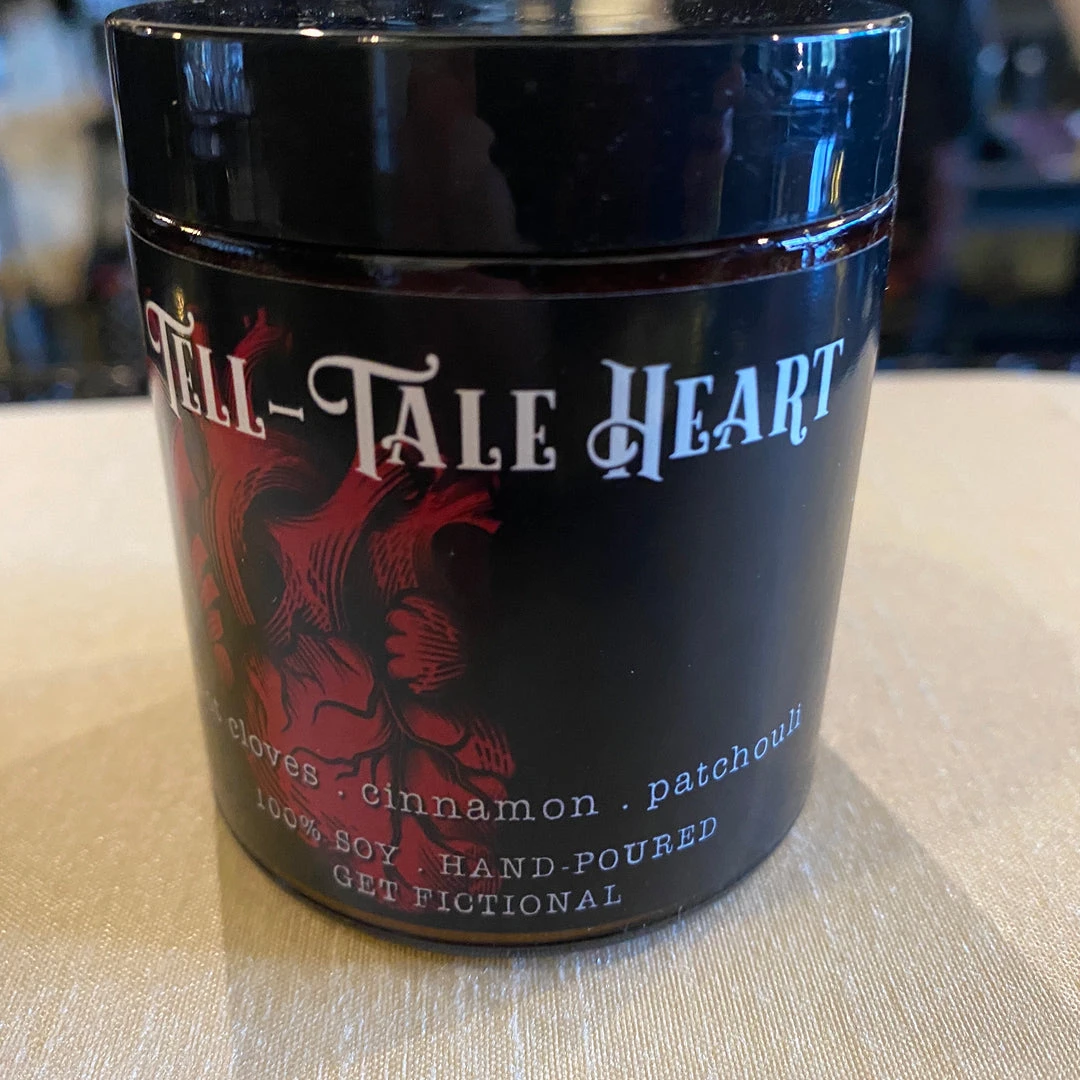 TELL-TALE HEART
cloves . cinnamon . patchouli
100% SOY . HAND-POURED
GET FICTIONAL